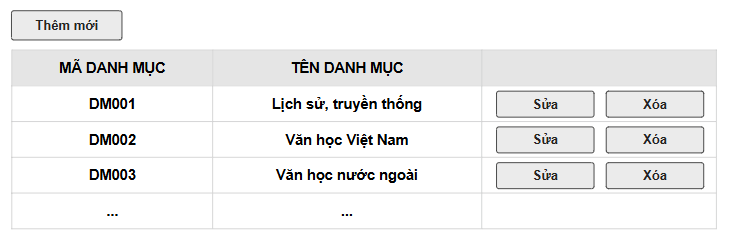 Thêm mới
MÃ DANH MỤC TÊN DANH MỤC
DM001 Lịch sử, truyền thống Sửa Xóa
DM002 Văn học Việt Nam Sửa Xóa
DM003 Văn học nước ngoài Sửa Xóa
... ...